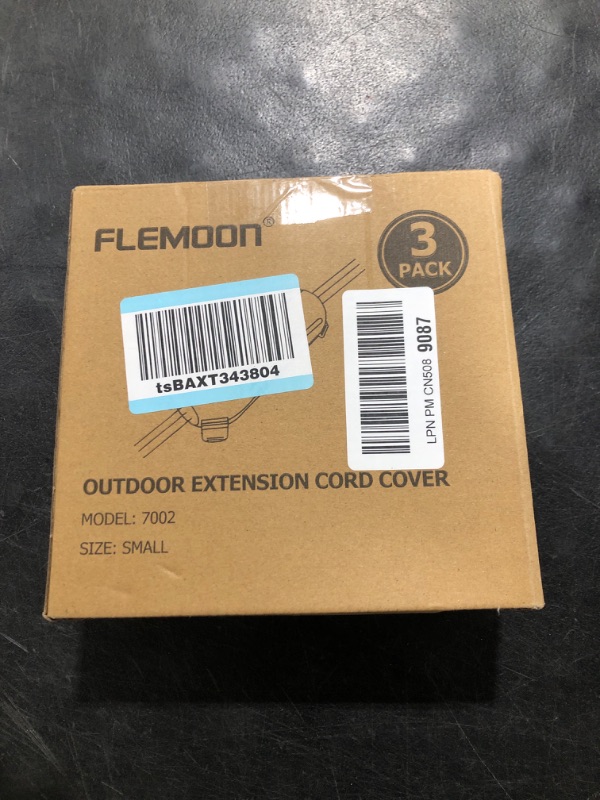 FLEMOON®
3
PACK
tsBAXT343804
LPN PM CN508 9087
OUTDOOR EXTENSION CORD COVER
MODEL: 7002
SIZE: SMALL